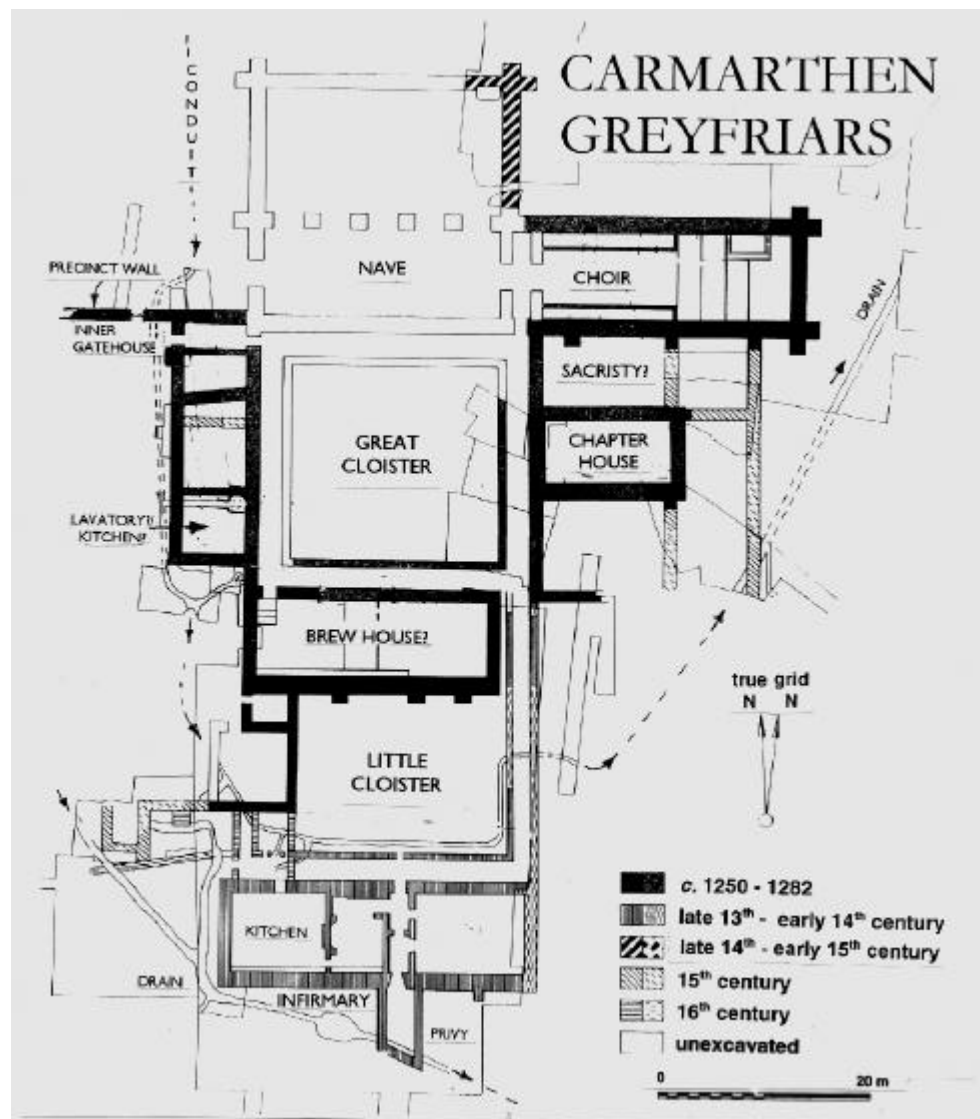 CARMARTHEN
GREYFRIARS
CONDUIT
PRECINCT WALL
NAVE
CHOIR
DRAIN
INNER
GATEHOUSE
SACRISTY?
GREAT
CLOISTER
CHAPTER
HOUSE
LAVATORY?/
KITCHEN?
BREW HOUSE?
true grid
N N
LITTLE
CLOISTER
KITCHEN
DRAIN
INFIRMARY
PRIVY
c. 1250 - 1282
late 13th - early 14th century
late 14th - early 15th century
15th century
16th century
unexcavated
0 20 m